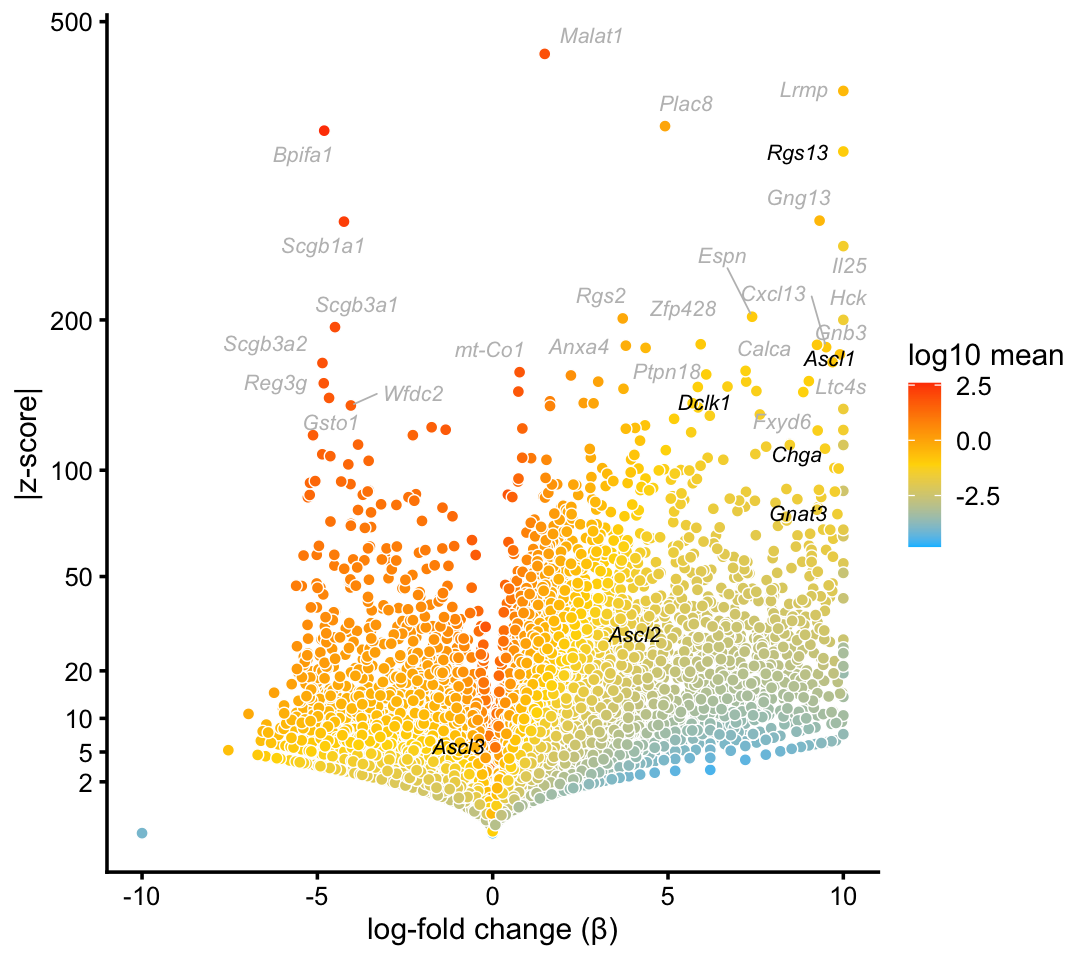 500
Malat1
Lrmp
Plac8
Bpifa1
Rgs13
Gng13
Scgb1a1
Espn
Il25
Scgb3a1
Rgs2
Zfp428
Cxcl13
Hck
200
Scgb3a2
mt-Co1
Anxa4
Calca
Gnb3
Ascl1
Reg3g
Wfdc2
Ptpn18
Ltc4s
Dclk1
Gsto1
Fxyd6
Chga
100
Gnat3
50
Ascl2
20
10
Ascl3
5
2
|z-score|
-10
-5
0
5
10
log-fold change (β)
log10 mean
2.5
0.0
-2.5